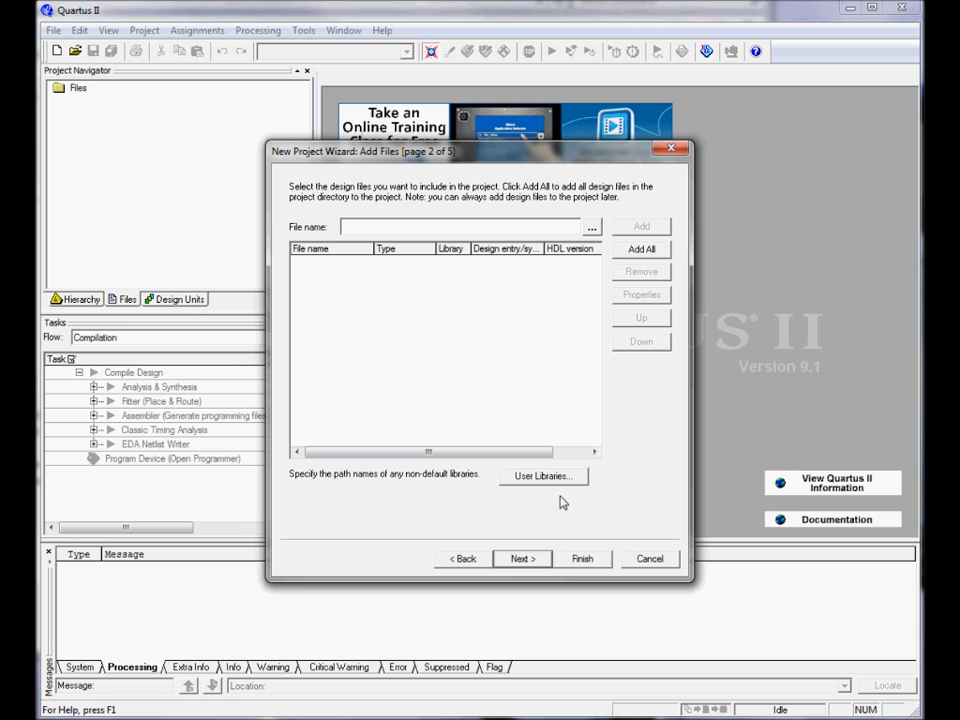 Quartus II
File Edit View Project Assignments Processing Tools Window Help
Project Navigator
Files
Hierarchy Files Design Units
Tasks
Flow: Compilation
Task
Compile Design
Analysis & Synthesis
Fitter (Place & Route)
Assembler (Generate programming files
Classic Timing Analysis
EDA Netlist Writer
Program Device (Open Programmer)
Take an
Online Training
New Project Wizard: Add Files [page 2 of 5]
Select the design files you want to include in the project. Click Add All to add all design files in the
project directory to the project. Note: you can always add design files to the project later.
File name: ... Add
File name Type Library Design entry/sy... HDL version
Add All
Remove
Properties
Up
Down
Specify the path names of any non-default libraries. User Libraries...
< Back Next > Finish Cancel
US II
Version 9.1
View Quartus II
Information
Documentation
Type Message
System Processing Extra Info Info Warning Critical Warning Error Suppressed Flag
Messages
Message: Location: Locate
For Help, press F1 Idle NUM